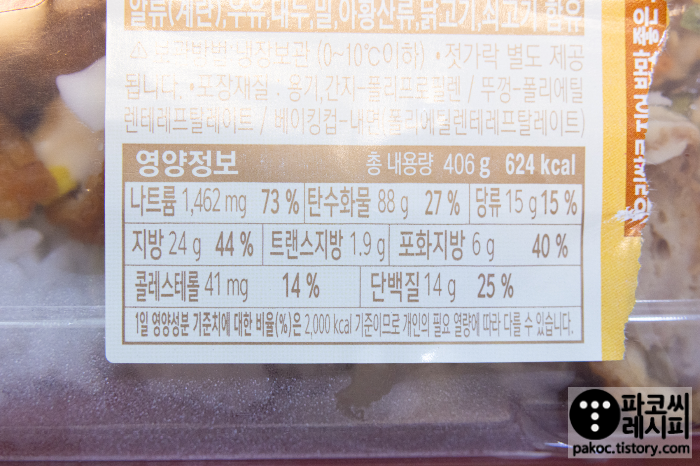 알류(계란),우유,대두,밀,아황산류,닭고기,쇠고기 함유
보관방법:냉장보관 (0~10℃이하) •젓가락 별도 제공
됩니다. •포장재질 : 용기,간지-폴리프로필렌 / 뚜껑-폴리에틸
렌테레프탈레이트 / 베이킹컵-내면(폴리에틸렌테레프탈레이트)
영양정보 총 내용량 406 g 624 kcal
나트륨 1,462 mg 73 % 탄수화물 88 g 27 % 당류 15 g 15 %
지방 24 g 44 % 트랜스지방 1.9 g 포화지방 6 g 40 %
콜레스테롤 41 mg 14 % 단백질 14 g 25 %
1일 영양성분 기준치에 대한 비율(%)은 2,000 kcal 기준이므로 개인의 필요 열량에 따라 다를 수 있습니다.
파코씨
레시피
pakoc.tistory.com